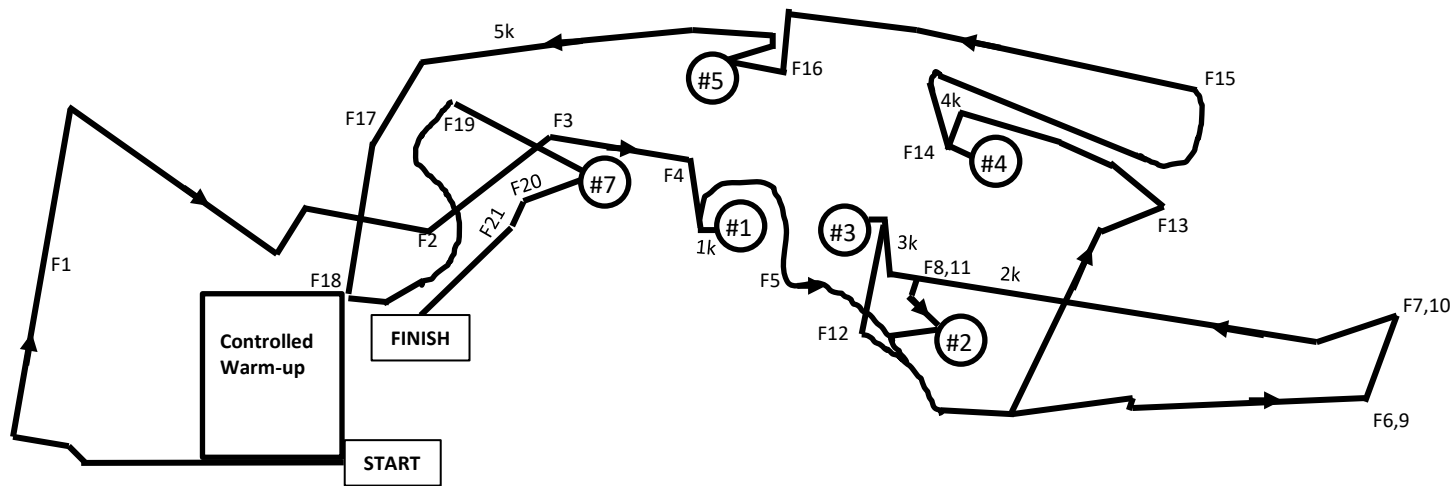 5k
#5
F16
F15
F17
F19
F3
4k
F14
#4
F4
F20
#7
F21
F2
#1
1k
#3
3k
F13
F1
F18
F5
F8,11
2k
F7,10
FINISH
Controlled
Warm-up
F12
#2
F6,9
START